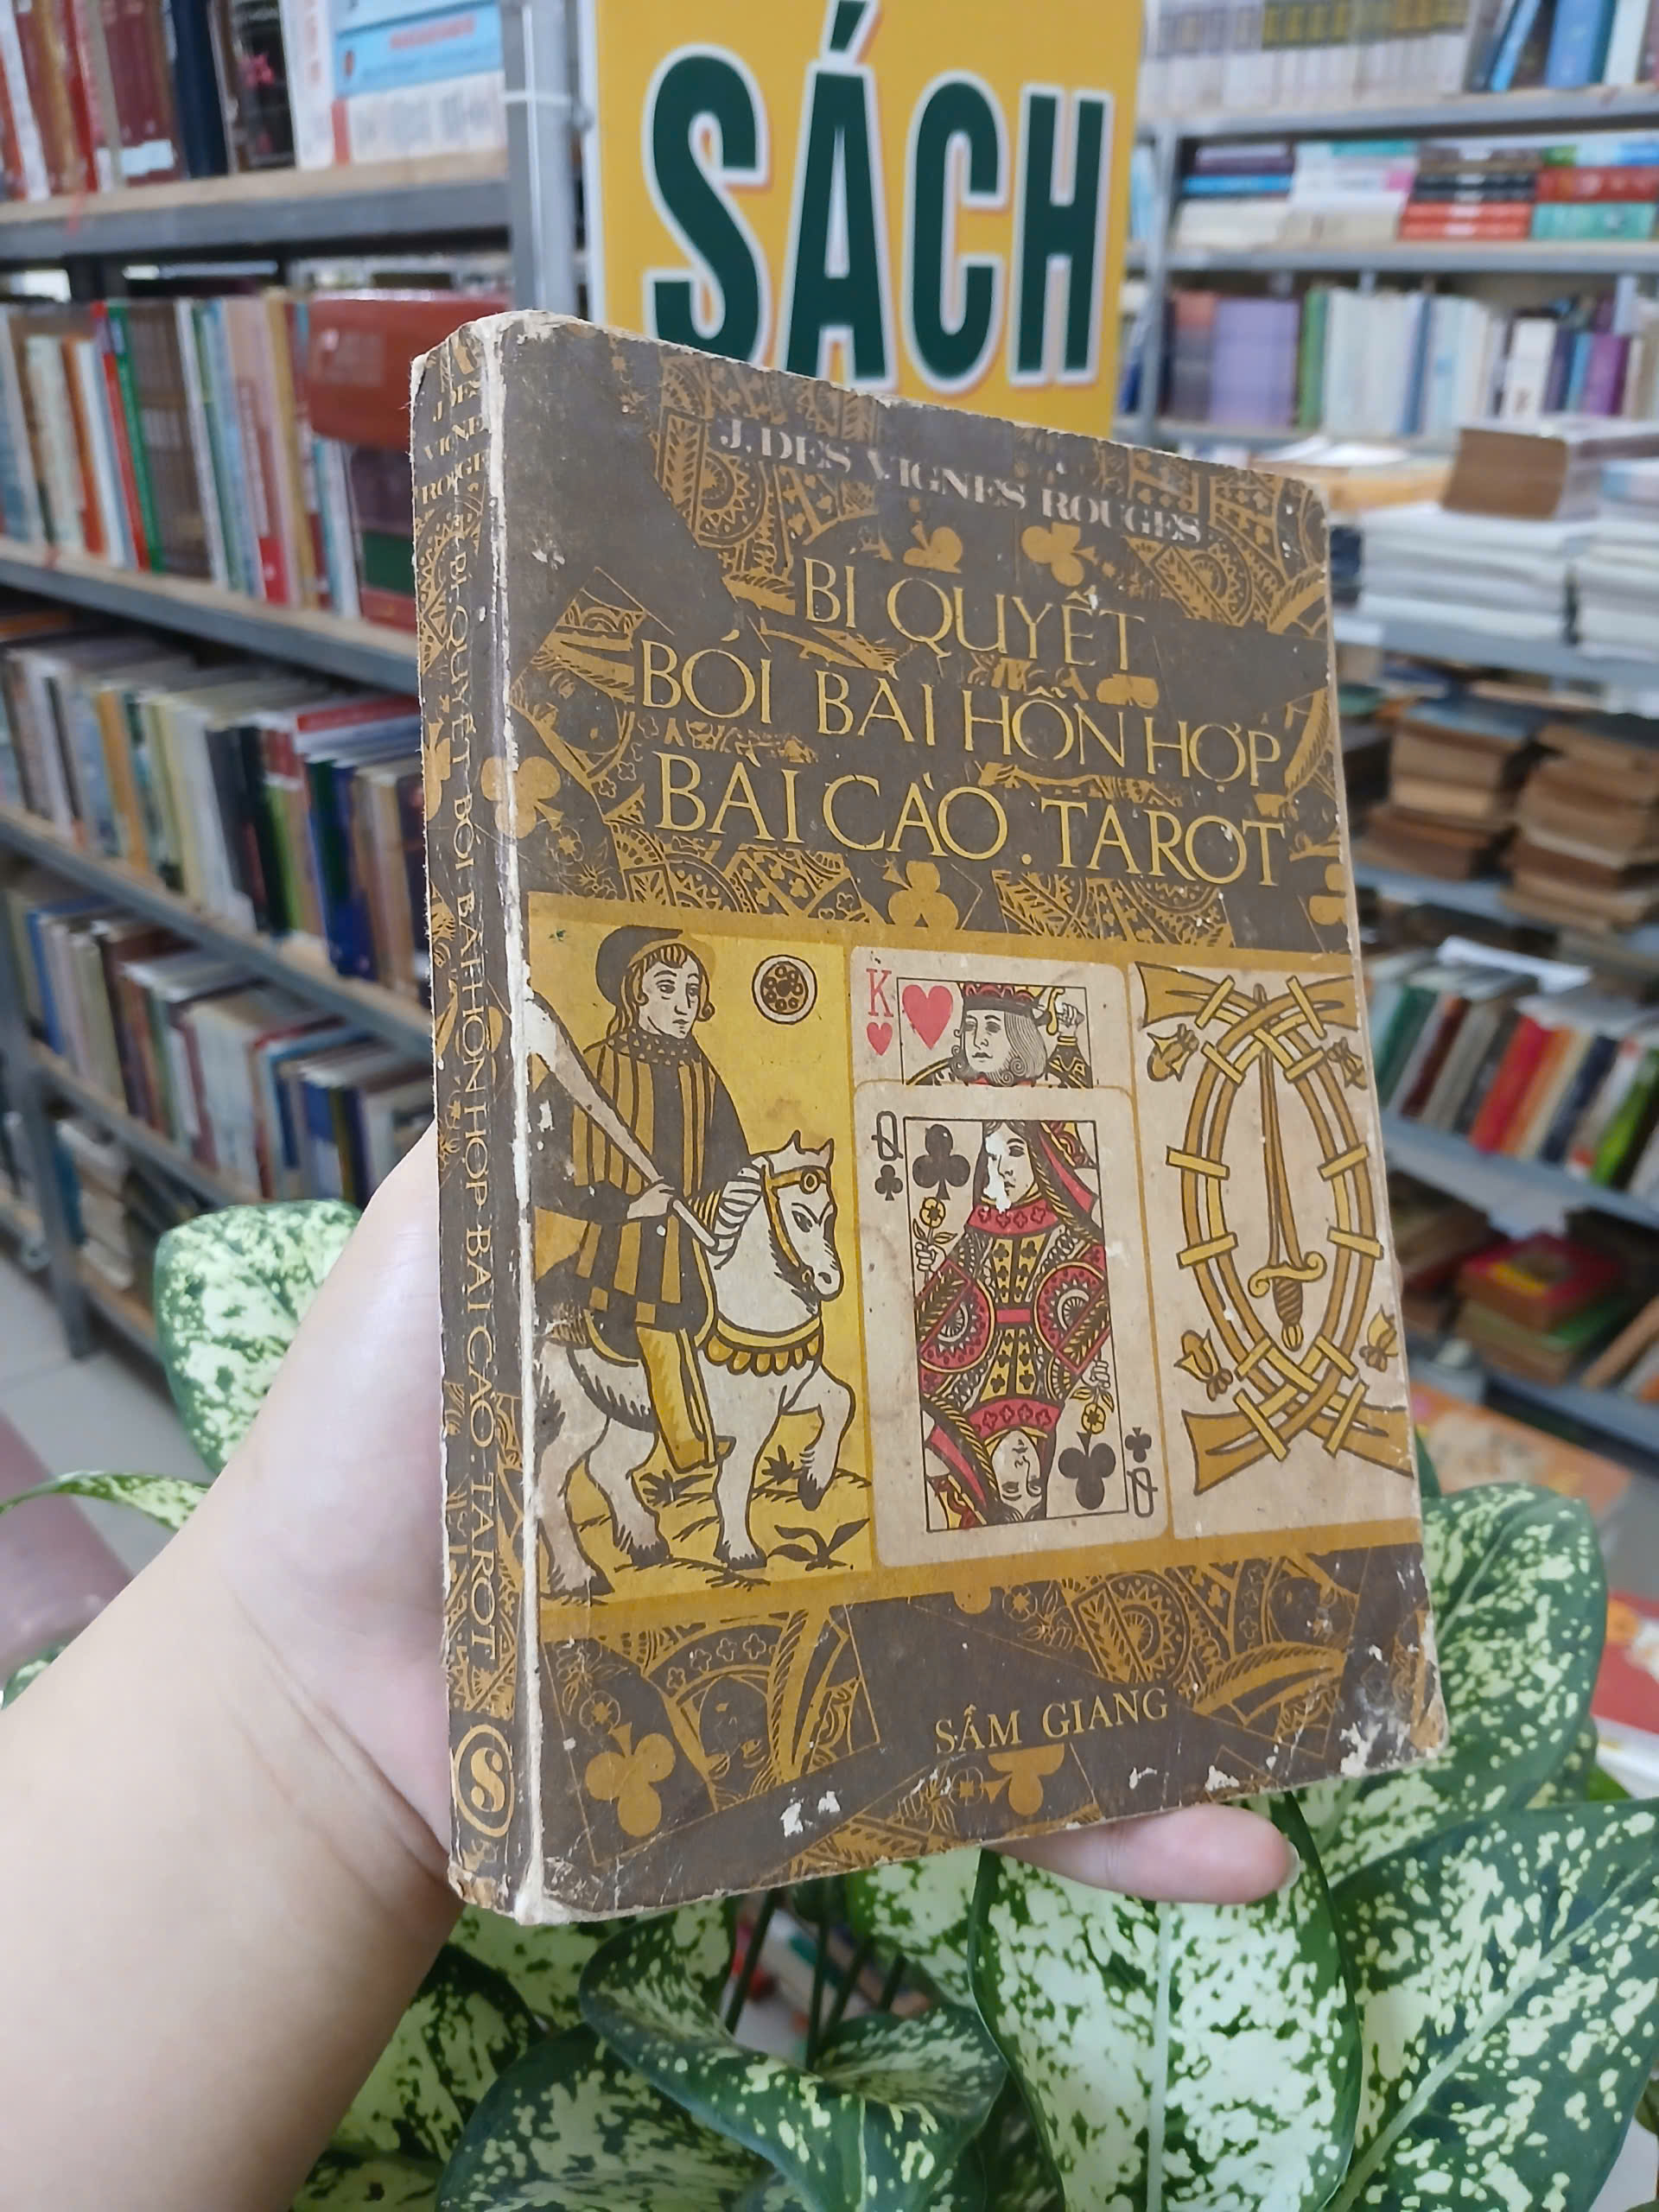 SÁCH
J. DES VIGNES ROUGES
BÍ QUYẾT
BÓI BÀI HỖN HỢP
BÀI CÀO. TAROT
K
Q
Q
SẦM GIANG
J. DES
VIGNES
ROUGES
BÍ QUYẾT BÓI BÀI HỖN HỢP BÀI CÀO. TAROT
S